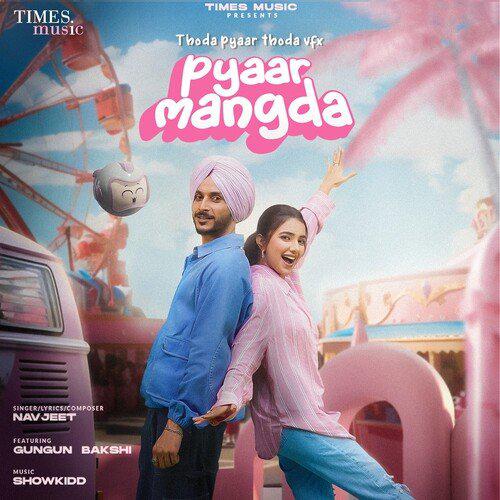 TIMES.
music
TIMES MUSIC
PRESENTS
Thoda pyaar thoda vfx
pyaar
mangda
SINGER/LYRICS/COMPOSER
NAVJEET
FEATURING
GUNGUN BAKSHI
MUSIC
SHOWKIDD